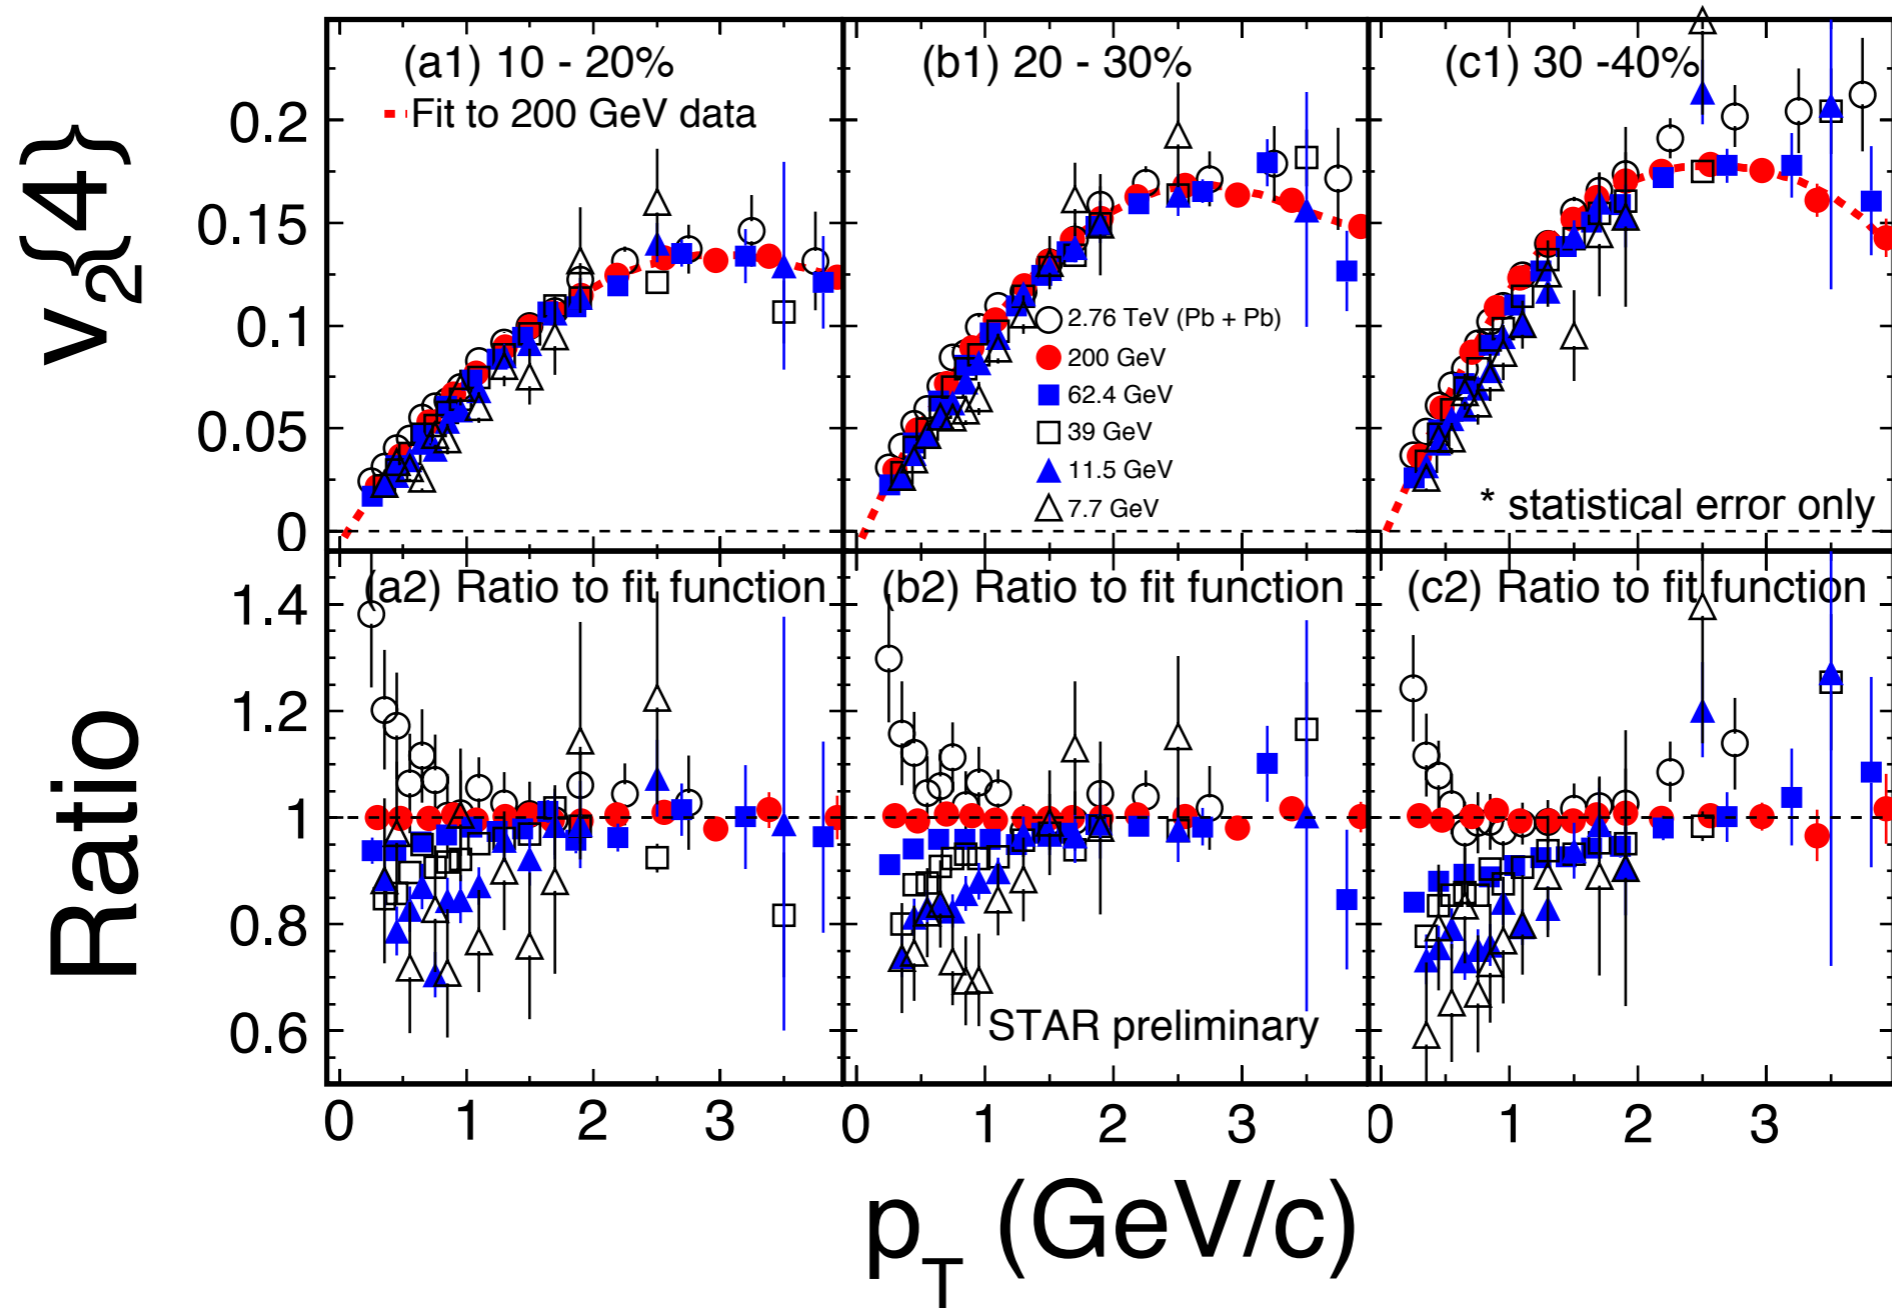 (a1) 10 - 20%
Fit to 200 GeV data
(b1) 20 - 30%
(c1) 30 -40%
v2{4}
0.2
0.15
0.1
0.05
0
2.76 TeV (Pb + Pb)
200 GeV
62.4 GeV
39 GeV
11.5 GeV
7.7 GeV
* statistical error only
(a2) Ratio to fit function
(b2) Ratio to fit function
(c2) Ratio to fit function
Ratio
1.4
1.2
1
0.8
0.6
STAR preliminary
0 1 2 3
0 1 2 3
0 1 2 3
pT (GeV/c)